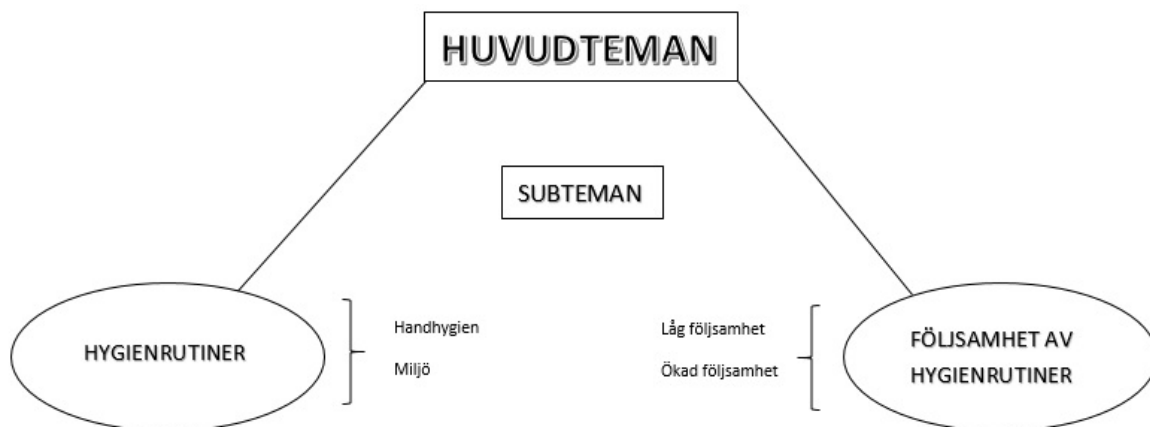 HUVUDTEMAN
SUBTEMAN
HYGIENRUTINER
Handhygien
Miljö
Låg följsamhet
Ökad följsamhet
FÖLJSAMHET AV
HYGIENRUTINER